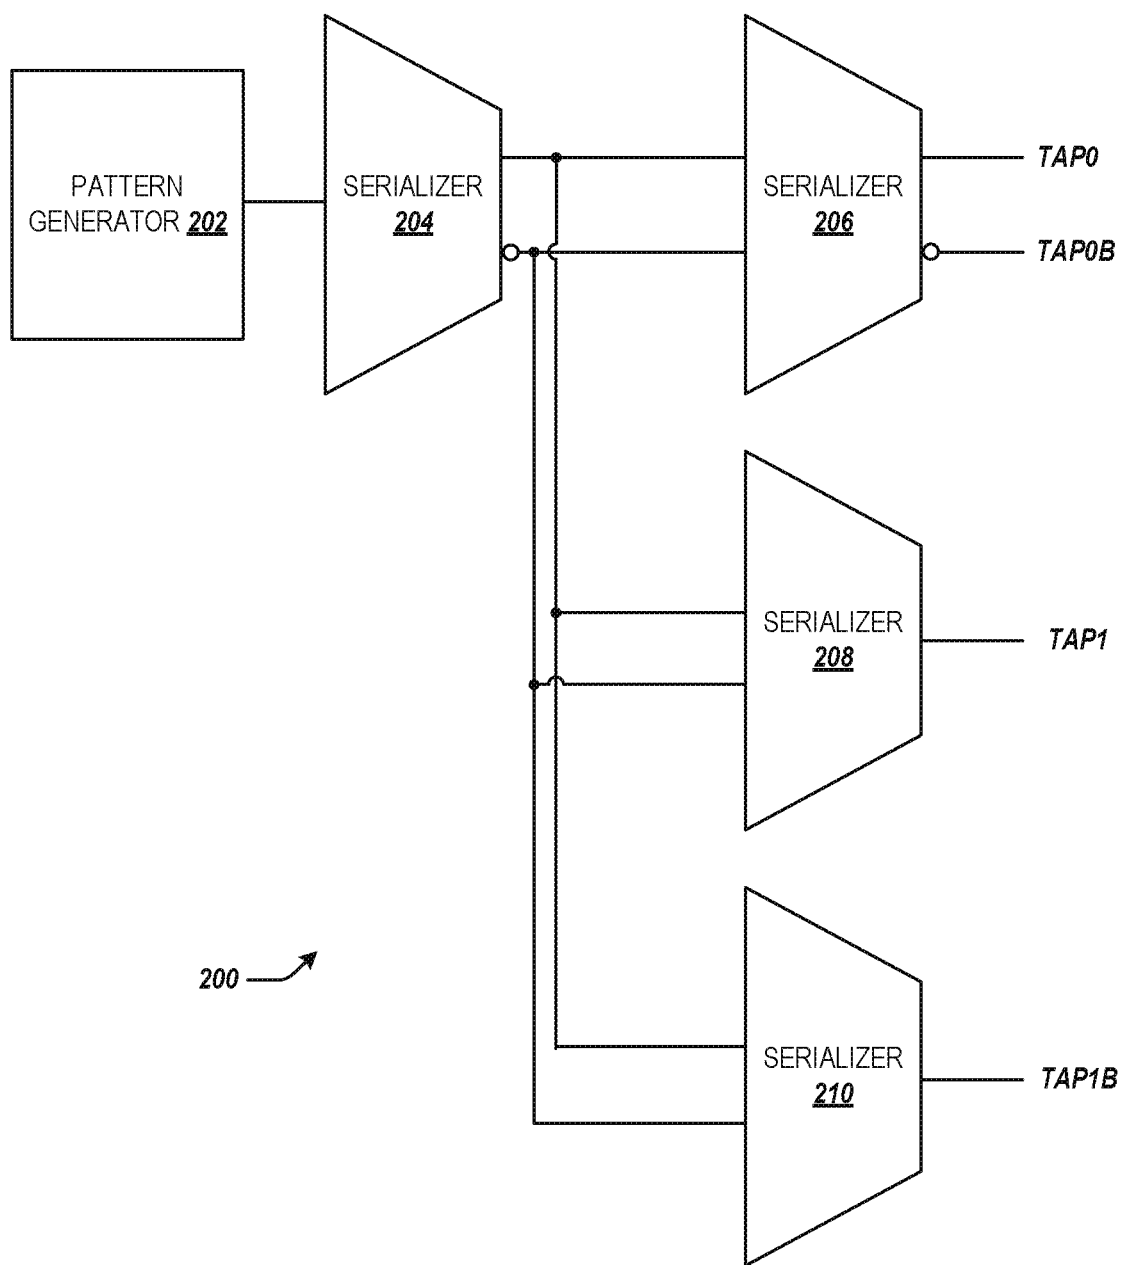 PATTERN
GENERATOR 202
SERIALIZER
204
SERIALIZER
206
TAP0
TAP0B
SERIALIZER
208
TAP1
200
SERIALIZER
210
TAP1B